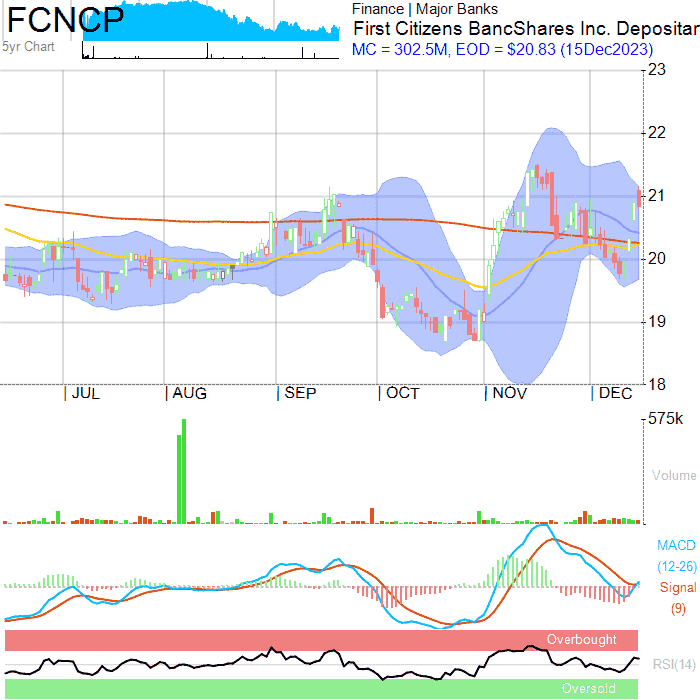 FCNCP
5yr Chart
Finance | Major Banks
First Citizens BancShares Inc. Depositar
MC = 302.5M, EOD = $20.83 (15Dec2023)
23
22
21
20
19
18
| JUL | AUG | SEP | OCT | NOV | DEC
575k
Volume
MACD
(12-26)
Signal
(9)
Overbought
RSI(14)
Oversold